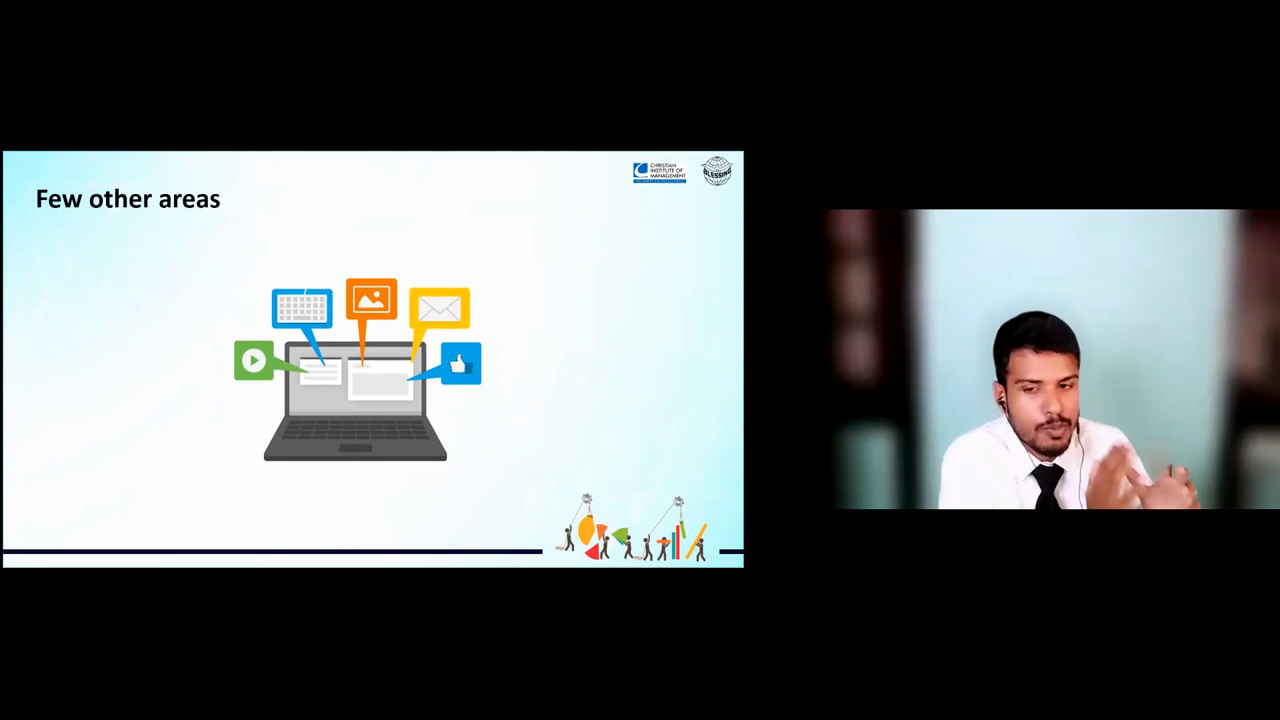 Few other areas
CHRISTIAN
INSTITUTE OF
MANAGEMENT
BLESSING